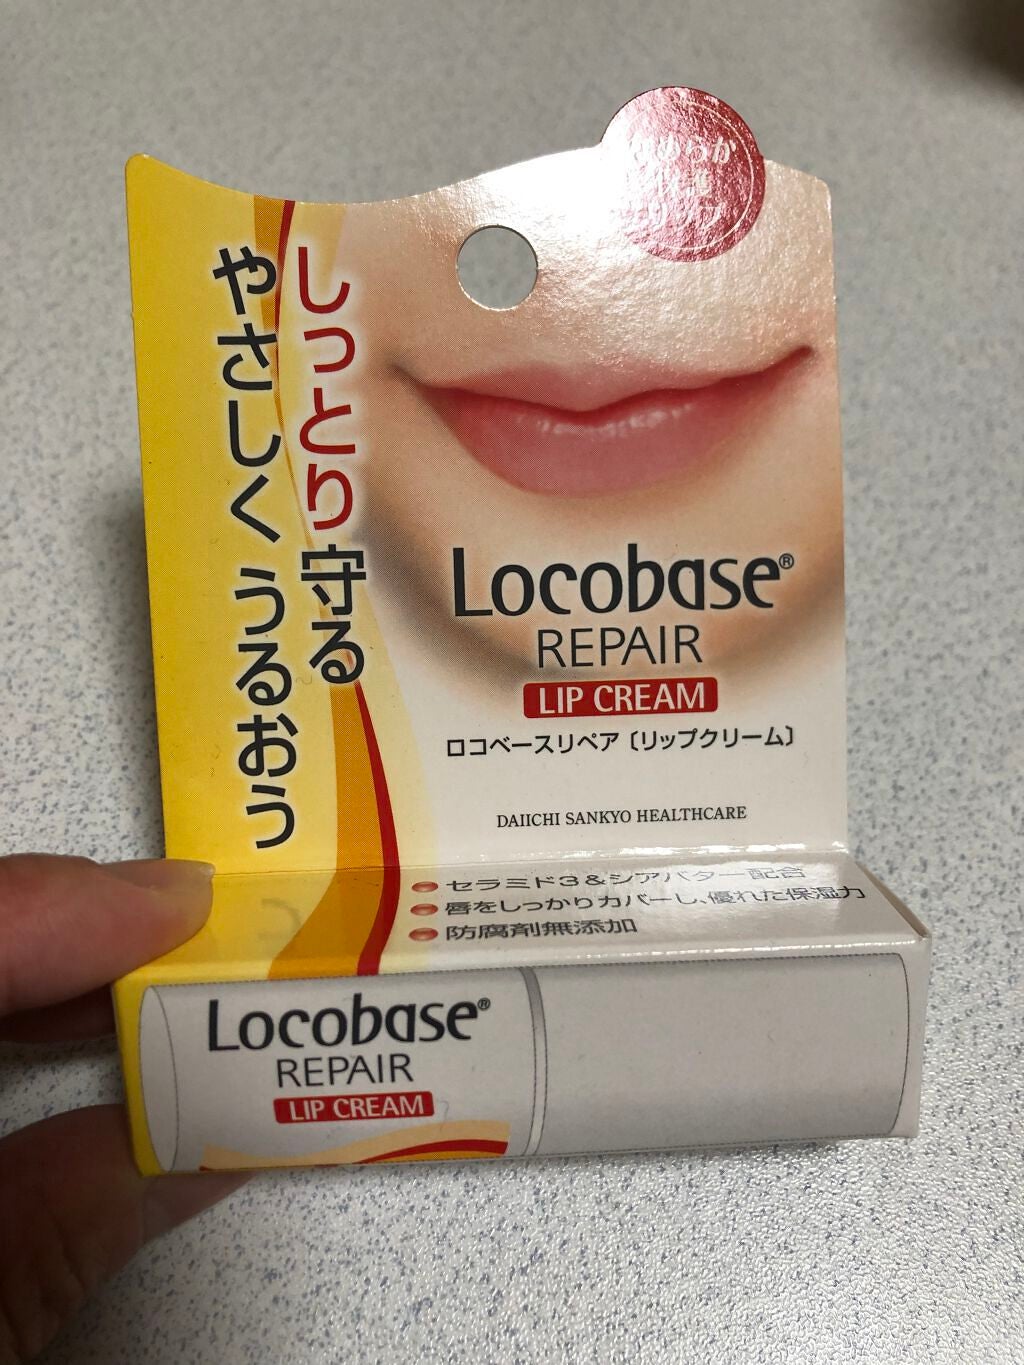 しっとり守る
やさしくうるおう
Locobase®
REPAIR
LIP CREAM
ロコベースリペア〔リップクリーム〕
DAIICHI SANKYO HEALTHCARE
セラミド3&シアバター配合
唇をしっかりカバーし、優れた保湿力
防腐剤無添加
Locobase®
REPAIR
LIP CREAM